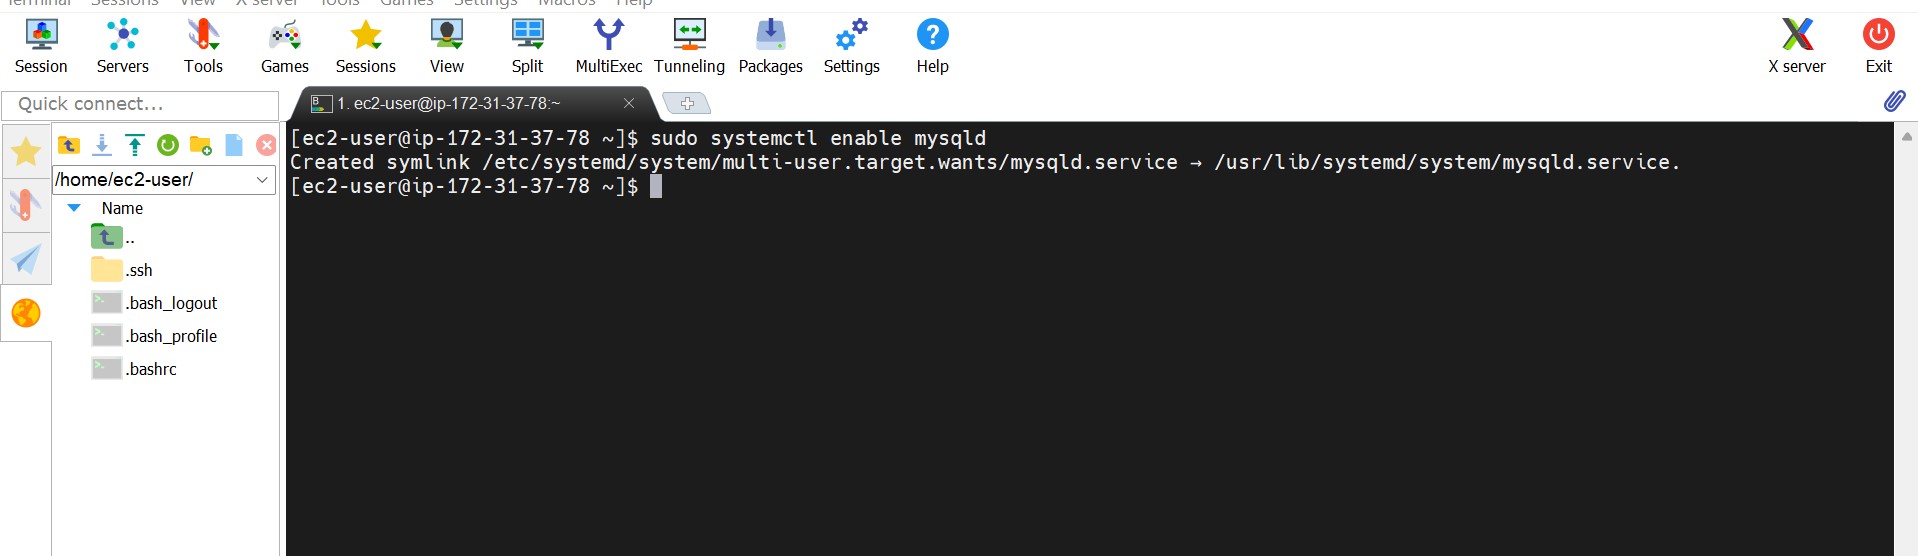 Terminal Sessions View X server Tools Games Settings Macros Help
Session Servers Tools Games Sessions View Split MultiExec Tunneling Packages Settings Help X server Exit
Quick connect...
1. ec2-user@ip-172-31-37-78:~
/home/ec2-user/
Name
..
.ssh
.bash_logout
.bash_profile
.bashrc
[ec2-user@ip-172-31-37-78 ~]$ sudo systemctl enable mysqld
Created symlink /etc/systemd/system/multi-user.target.wants/mysqld.service → /usr/lib/systemd/system/mysqld.service.
[ec2-user@ip-172-31-37-78 ~]$